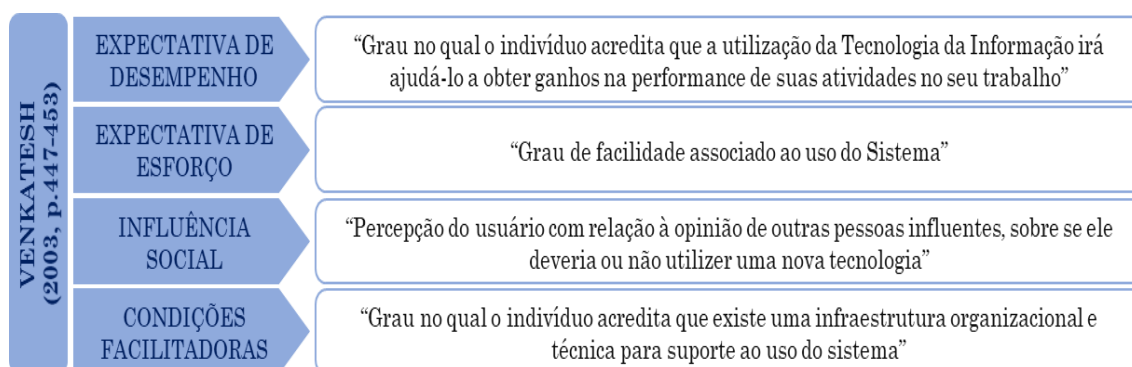 VENKATESH
(2003, p.447-453)
EXPECTATIVA DE
DESEMPENHO
“Grau no qual o indivíduo acredita que a utilização da Tecnologia da Informação irá
ajudá-lo a obter ganhos na performance de suas atividades no seu trabalho”
EXPECTATIVA DE
ESFORÇO
“Grau de facilidade associado ao uso do Sistema”
INFLUÊNCIA
SOCIAL
“Percepção do usuário com relação à opinião de outras pessoas influentes, sobre se ele
deveria ou não utilizer uma nova tecnologia”
CONDIÇÕES
FACILITADORAS
“Grau no qual o indivíduo acredita que existe uma infraestrutura organizacional e
técnica para suporte ao uso do sistema”